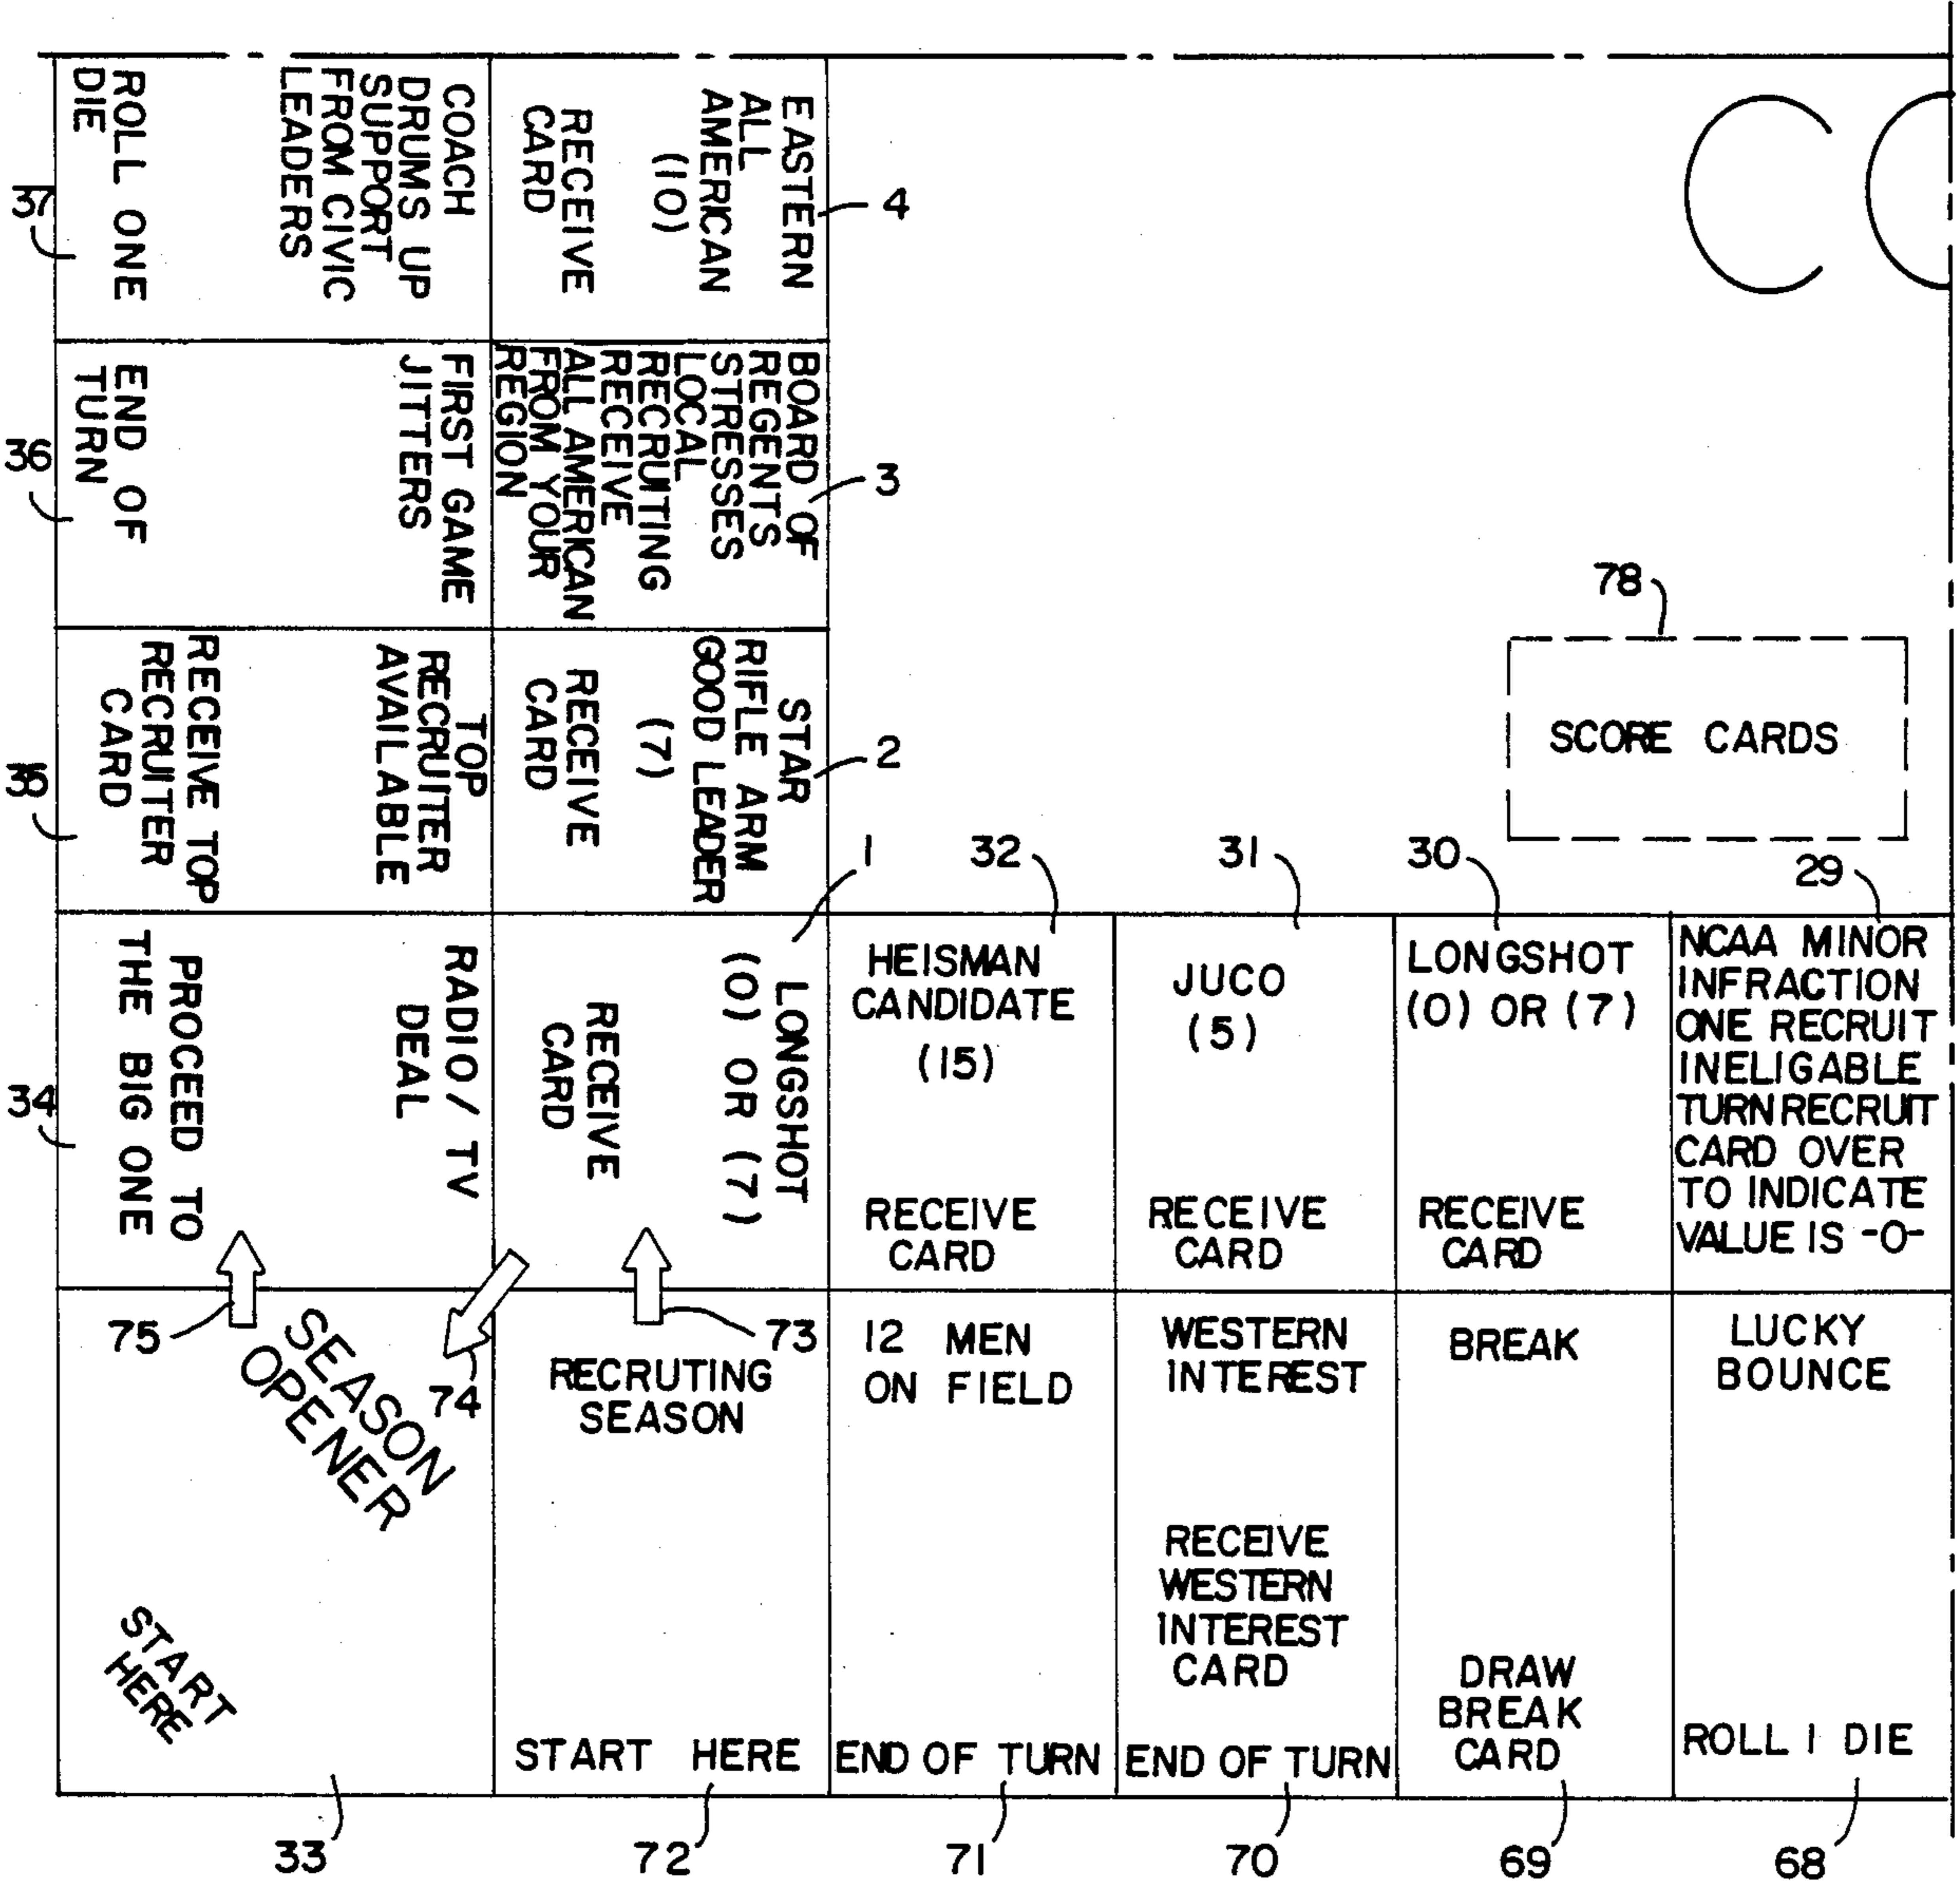 COACH
DRUMS UP
SUPPORT
FROM CIVIC
LEADERS
ROLL ONE
DIE
37
EASTERN
ALL
AMERICAN
(10)
RECEIVE
CARD
4
FIRST GAME
JITTERS
END OF
TURN
36
BOARD OF
REGENTS
STRESSES
LOCAL
RECRUITING
RECEIVE
ALL AMERICAN
FROM YOUR
REGION
3
78
SCORE CARDS
TOP
RECRUITER
AVAILABLE
RECEIVE TOP
RECRUITER
CARD
35
STAR
RIFLE ARM
GOOD LEADER
(7)
RECEIVE
CARD
2
1
32
31
30
29
RADIO / TV
DEAL
PROCEED TO
THE BIG ONE
34
LONGSHOT
(0) OR (7)
RECEIVE
CARD
HEISMAN
CANDIDATE
(15)
RECEIVE
CARD
JUCO
(5)
RECEIVE
CARD
LONGSHOT
(0) OR (7)
RECEIVE
CARD
NCAA MINOR
INFRACTION
ONE RECRUIT
INELIGABLE
TURN RECRUIT
CARD OVER
TO INDICATE
VALUE IS -0-
75
74
73
SEASON
OPENER
START
HERE
33
RECRUTING
SEASON
START HERE
72
12 MEN
ON FIELD
END OF TURN
71
WESTERN
INTEREST
RECEIVE
WESTERN
INTEREST
CARD
END OF TURN
70
BREAK
DRAW
BREAK
CARD
69
LUCKY
BOUNCE
ROLL 1 DIE
68